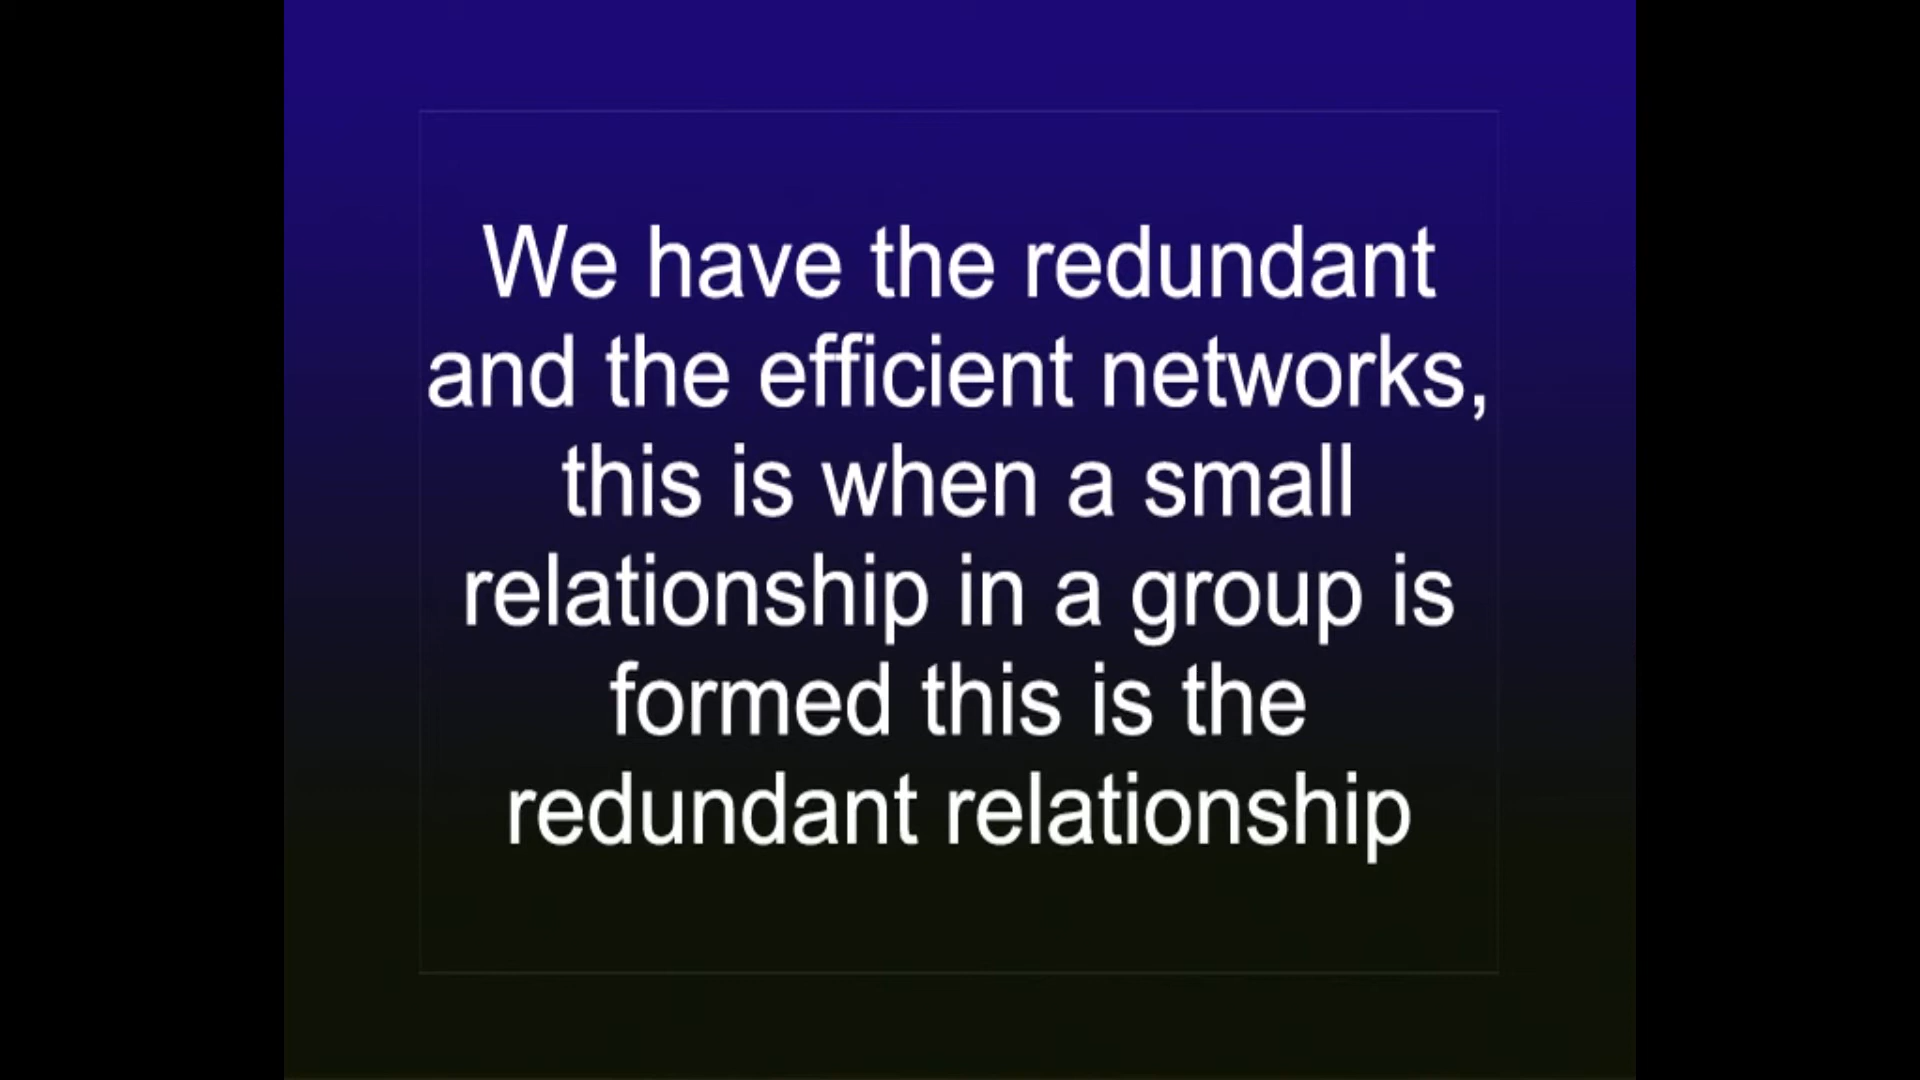 We have the redundant
and the efficient networks,
this is when a small
relationship in a group is
formed this is the
redundant relationship